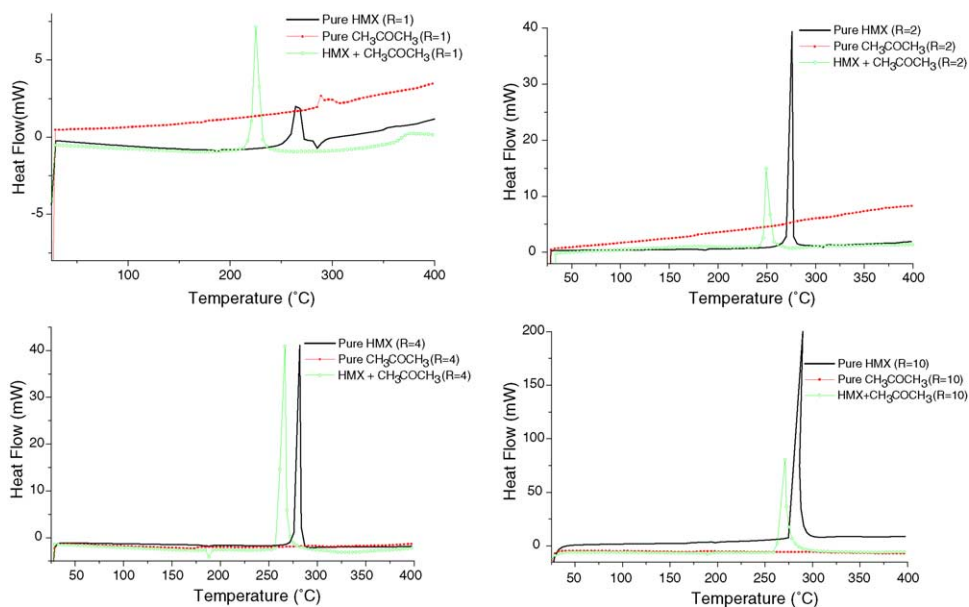 Pure HMX (R=1)
Pure CH₃COCH₃(R=1)
HMX + CH₃COCH₃(R=1)
5
0
-5
Heat Flow(mW)
100
200
300
400
Temperature (˚C)
Pure HMX (R=2)
Pure CH₃COCH₃(R=2)
HMX + CH₃COCH₃(R=2)
40
30
20
10
0
Heat Flow (mW)
50
100
150
200
250
300
350
400
Temperature (˚C)
Pure HMX (R=4)
Pure CH₃COCH₃(R=4)
HMX + CH₃COCH₃(R=4)
40
30
20
10
0
Heat Flow (mW)
50
100
150
200
250
300
350
400
Temperature (˚C)
Pure HMX (R=10)
Pure CH₃COCH₃(R=10)
HMX+CH₃COCH₃(R=10)
200
150
100
50
0
Heat Flow (mW)
50
100
150
200
250
300
350
400
Temperature (˚C)